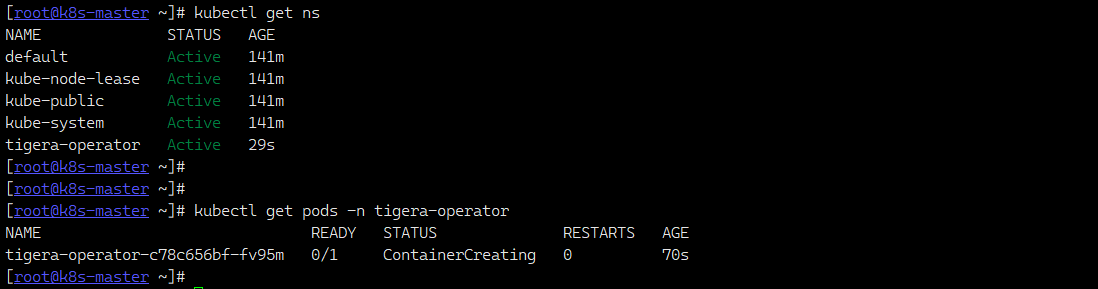 [root@k8s-master ~]# kubectl get ns
NAME              STATUS   AGE
default           Active   141m
kube-node-lease   Active   141m
kube-public       Active   141m
kube-system       Active   141m
tigera-operator   Active   29s
[root@k8s-master ~]#
[root@k8s-master ~]#
[root@k8s-master ~]# kubectl get pods -n tigera-operator
NAME                              READY   STATUS              RESTARTS   AGE
tigera-operator-c78c656bf-fv95m   0/1     ContainerCreating   0          70s
[root@k8s-master ~]#